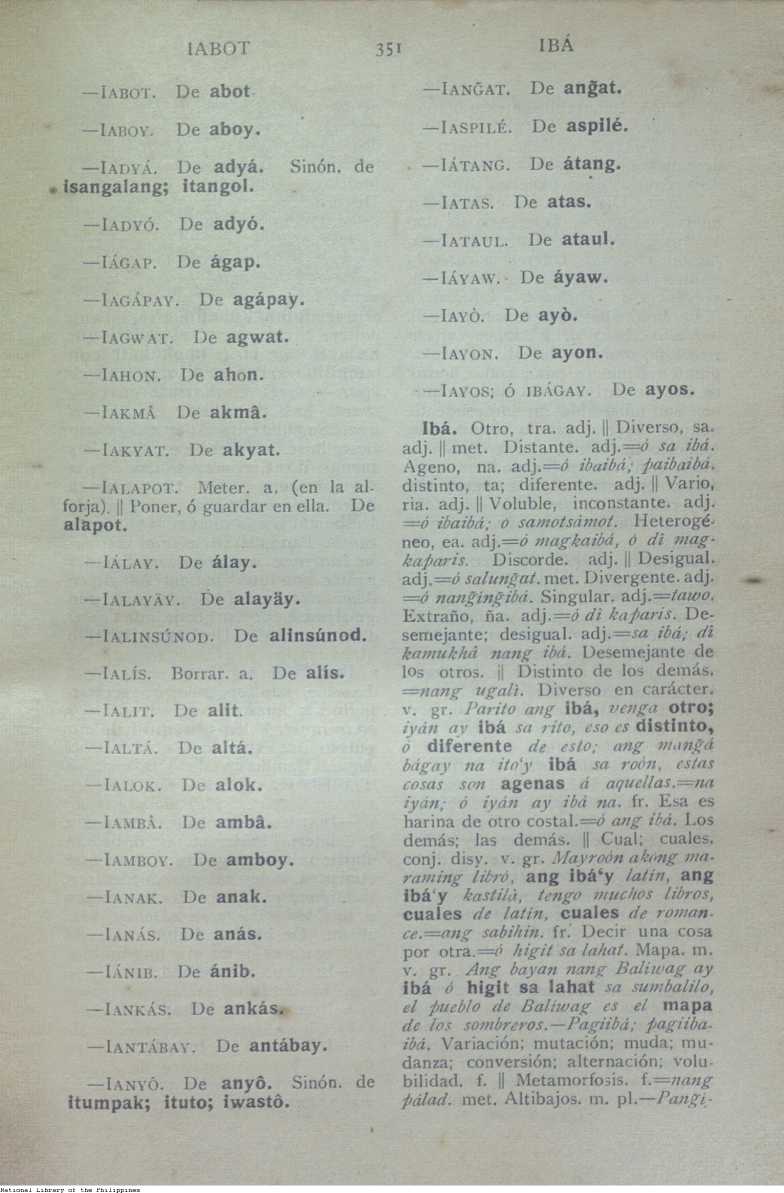 IABOT
351
IBÁ
—IABOT. De abot.
—IABOY. De aboy.
—IADYÁ. De adyá. Sinón. de
isangalang; itangol.
—IADYÓ. De adyó.
—IÁGAP. De ágap.
—IAGÁPAY. De agápay.
—IAGWAT. De agwat.
—IAHON. De ahon.
—IAKMÂ De akmâ.
—IAKYAT. De akyat.
—IALAPOT. Meter. a. (en la al-
forja). || Poner, ó guardar en ella. De
alapot.
—IÁLAY. De álay.
—IALAYÄY. De alayäy.
—IALINSÚNOD. De alinsúnod.
—IALÍS. Borrar. a. De alís.
—IALIT. De alit.
—IALTÁ. De altá.
—IALOK. De alok.
—IAMBÂ. De ambâ.
—IAMBOY. De amboy.
—IANAK. De anak.
—IANÁS. De anás.
—IÁNIB. De ánib.
—IANKÁS. De ankás.
—IANTÁBAY. De antábay.
—IANYÔ. De anyô. Sinón. de
itumpak; ituto; iwastô.
—IANG̃AT. De ang̃at.
—IASPILÉ. De aspilé.
—IÁTANG. De átang.
—IATAS. De atas.
—IATAUL. De ataul.
—IÁYAW. De áyaw.
—IAYÒ. De ayò.
—IAYON. De ayon.
—IAYOS; Ó IBÁGAY. De ayos.
Ibá. Otro, tra. adj. || Diverso, sa.
adj. || met. Distante. adj.=ó sa ibá.
Ageno, na. adj.=ó ibaibá; paibaibá.
distinto, ta; diferente. adj. || Vario,
ria. adj. || Voluble, inconstante. adj.
=ó ibaibá; ó samotsámot. Heterogé-
neo, ea. adj.=ó magkaibá, ó di mag-
kaparis. Discorde. adj. || Desigual.
adj.=ó salung̃at. met. Divergente. adj.
=ó nang̃ing̃ibá. Singular. adj.=tawo.
Extraño, ña. adj.=ó di kaparis. De-
semejante; desigual. adj.=sa ibá; di
kamukhâ nang ibá. Desemejante de
los otros. || Distinto de los demás.
=nang ugalì. Diverso en carácter.
v. gr. Parito ang ibá, venga otro;
iyán ay ibá sa rito, eso es distinto,
ó diferente de esto; ang mang̃á
bágay na ito'y ibá sa roón, estas
cosas son agenas á aquellas.=na
iyán; ó iyán ay ibá na. fr. Esa es
harina de otro costal.=ó ang ibá. Los
demás; las demás. || Cual; cuales.
conj. disy. v. gr. Mayroón akóng ma-
raming libró, ang ibá'y latin, ang
ibá'y kastilà, tengo muchos libros,
cuales de latin, cuales de roman-
ce.=ang sabihin. fr. Decir una cosa
por otra.=ó higit sa lahat. Mapa. m.
v. gr. Ang bayan nang Baliwag ay
ibá ó higit sa lahat sa sumbalilo,
el pueblo de Baliwag es el mapa
de los sombreros.—Pagiibá; pagiiba-
ibá. Variación; mutación; muda; mu-
danza; conversión; alternación; volu-
bilidad. f. || Metamorfosis. f.=nang
pálad. met. Altibajos. m. pl.—Pang̃i-
National Library of the Philippines